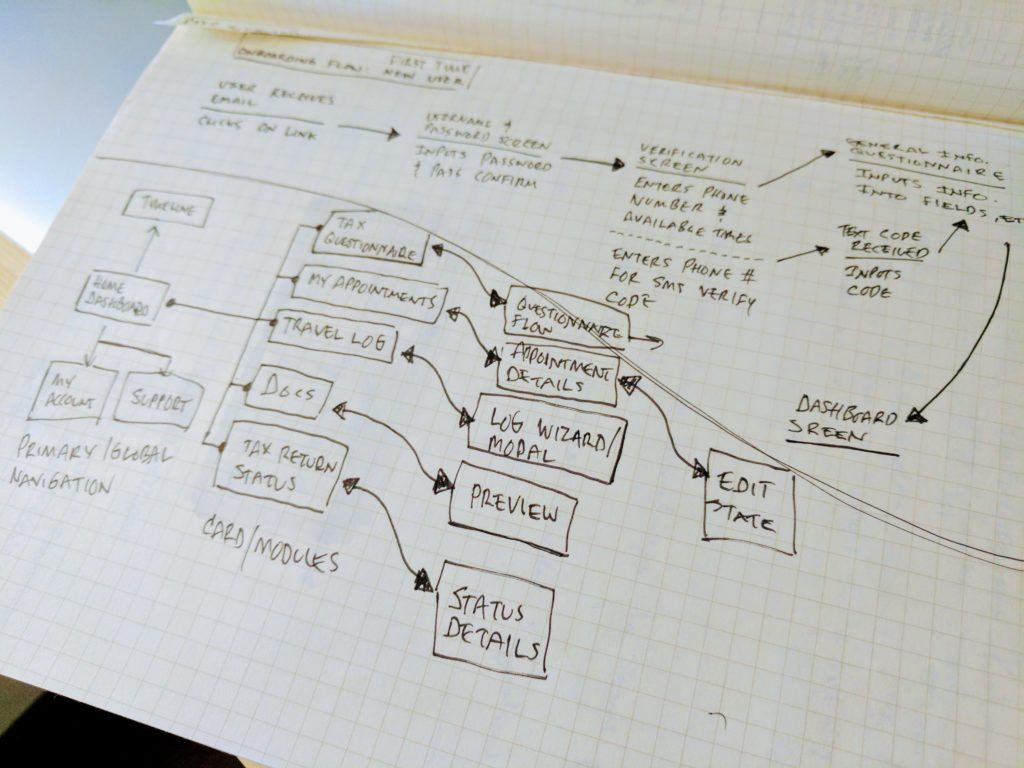 FIRST TIME/
ONBOARDING FLOW: NEW USER
USER RECEIVES
EMAIL
CLICKS ON LINK
USERNAME &
PASSWORD SCREEN
INPUTS PASSWORD
& PASS CONFIRM
VERIFICATION
SCREEN
ENTERS PHONE
NUMBER &
AVAILABLE TIMES
ENTERS PHONE #
FOR SMS VERIFY
CODE
GENERAL INFO.
QUESTIONNAIRE
INPUTS INFO.
INTO FIELDS, ETC
TEXT CODE
RECEIVED
INPUTS
CODE
DASHBOARD
SREEN
TIMELINE
HOME
DASHBOARD
MY
ACCOUNT
SUPPORT
PRIMARY/GLOBAL
NAVIGATION
TAX
QUESTIONNAIRE
MY APPOINTMENTS
TRAVEL LOG
DOCS
TAX RETURN
STATUS
CARD/MODULES
QUESTIONNAIRE
FLOW
APPOINTMENT
DETAILS
LOG WIZARD/
MODAL
PREVIEW
STATUS
DETAILS
EDIT
STATE